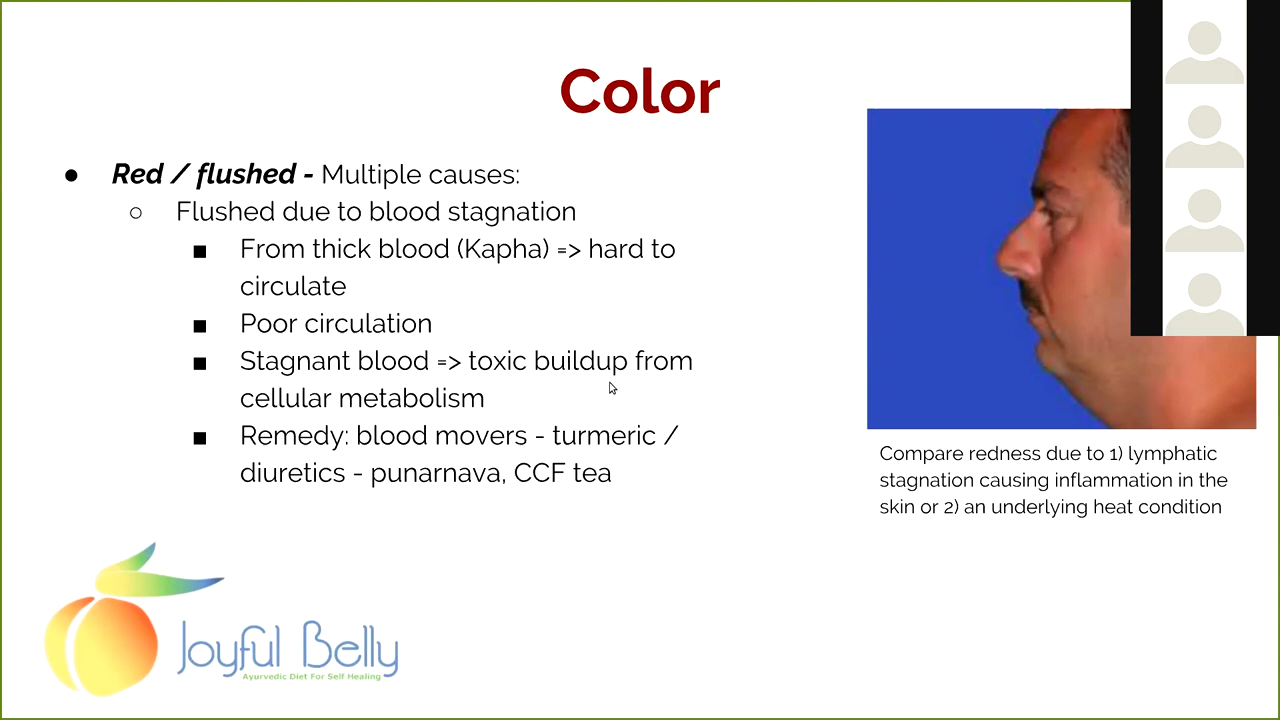 Color
● Red / flushed - Multiple causes:
○ Flushed due to blood stagnation
■ From thick blood (Kapha) => hard to
circulate
■ Poor circulation
■ Stagnant blood => toxic buildup from
cellular metabolism
■ Remedy: blood movers - turmeric /
diuretics - punarnava, CCF tea
Compare redness due to 1) lymphatic
stagnation causing inflammation in the
skin or 2) an underlying heat condition
Joyful Belly
Ayurvedic Diet For Self Healing